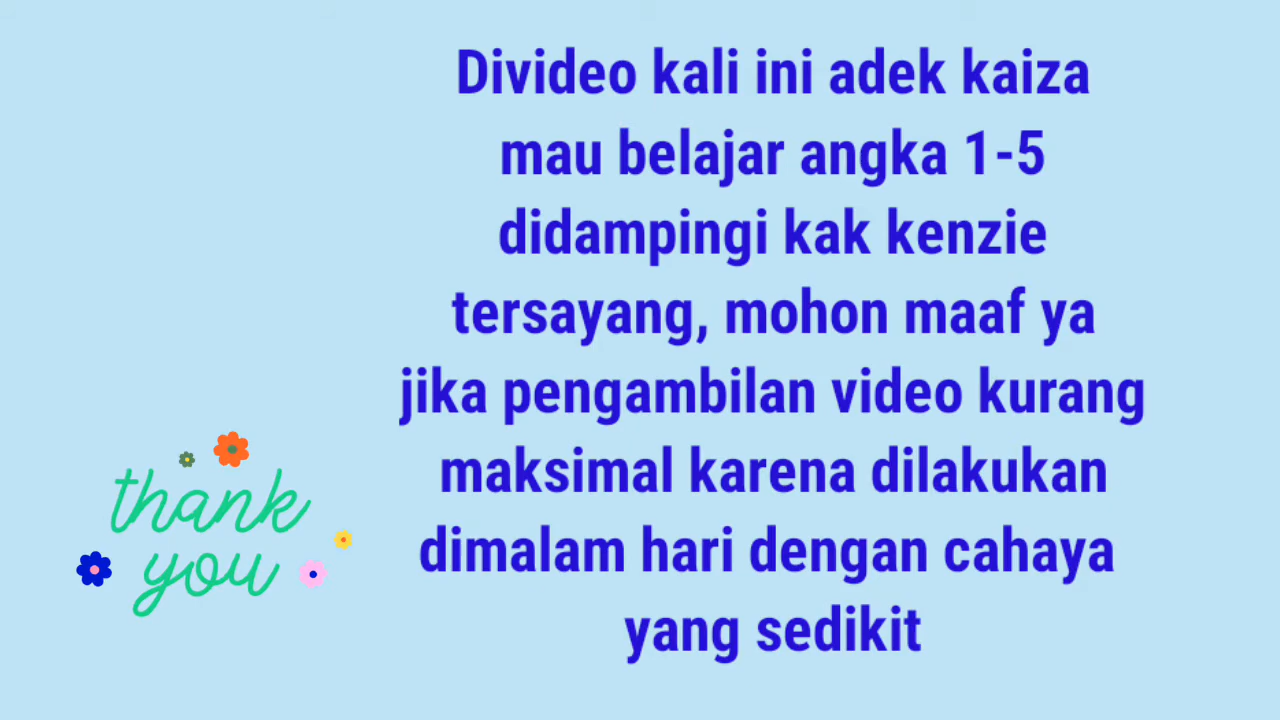 Divideo kali ini adek kaiza
mau belajar angka 1-5
didampingi kak kenzie
tersayang, mohon maaf ya
jika pengambilan video kurang
maksimal karena dilakukan
dimalam hari dengan cahaya
yang sedikit
thank
you